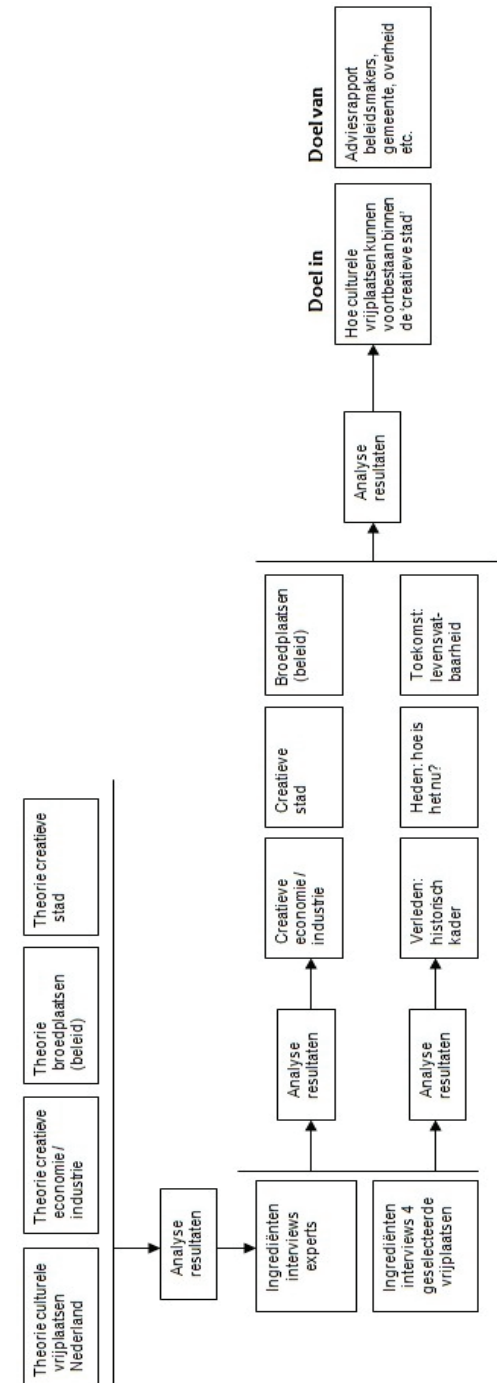 Theorie culturele
vrijplaatsen
Nederland
Theorie creatieve
economie /
industrie
Theorie
broedplaatsen
(beleid)
Theorie creatieve
stad
Analyse
resultaten
Ingrediënten
interviews
experts
Ingrediënten
interviews 4
geselecteerde
vrijplaatsen
Analyse
resultaten
Analyse
resultaten
Creatieve
economie /
industrie
Creatieve
stad
Broedplaatsen
(beleid)
Verleden:
historisch
kader
Heden: hoe is
het nu?
Toekomst:
levensvat-
baarheid
Analyse
resultaten
Doel in
Hoe culturele
vrijplaatsen kunnen
voortbestaan binnen
de ‘creatieve stad’
Doel van
Adviesrapport
beleidsmakers,
gemeente, overheid
etc.